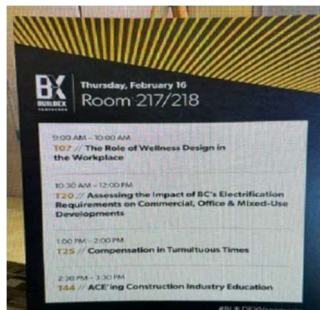 BX
BUILDEX
VANCOUVER
Thursday, February 16
Room 217/218
9:00 AM – 10:00 AM
T07 // The Role of Wellness Design in
the Workplace
10:30 AM – 12:00 PM
T20 // Assessing the Impact of BC's Electrification
Requirements on Commercial, Office & Mixed-Use
Developments
1:00 PM – 2:00 PM
T25 // Compensation in Tumultuous Times
2:30 PM – 3:30 PM
T44 // ACE'ing Construction Industry Education